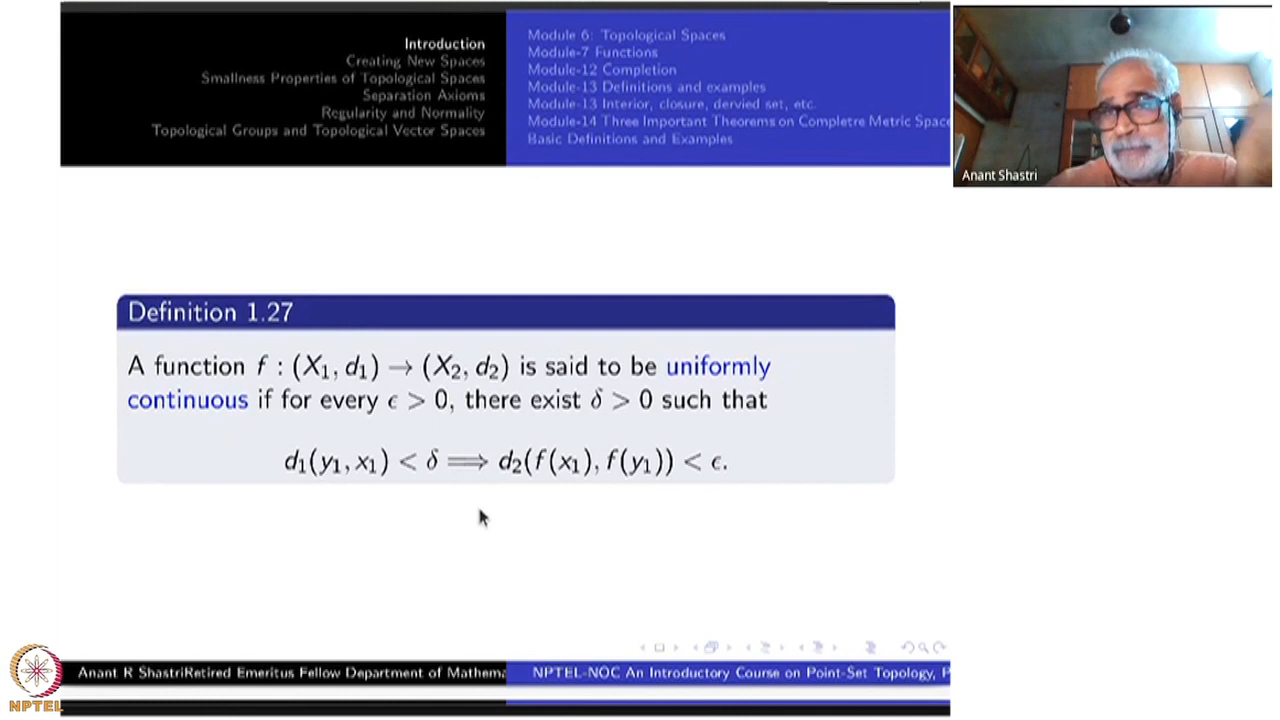 Introduction
Creating New Spaces
Smallness Properties of Topological Spaces
Separation Axioms
Regularity and Normality
Topological Groups and Topological Vector Spaces
Module 6: Topological Spaces
Module-7 Functions
Module-12 Completion
Module-13 Definitions and examples
Module-13 Interior, closure, dervied set, etc.
Module-14 Three Important Theorems on Completre Metric Space
Basic Definitions and Examples
Anant Shastri
Definition 1.27
A function f : (X₁, d₁) → (X₂, d₂) is said to be uniformly
continuous if for every ϵ > 0, there exist δ > 0 such that
d₁(y₁, x₁) < δ ⟹ d₂(f(x₁), f(y₁)) < ϵ.
Anant R ShastriRetired Emeritus Fellow Department of Mathema
NPTEL-NOC An Introductory Course on Point-Set Topology, P
NPTEL